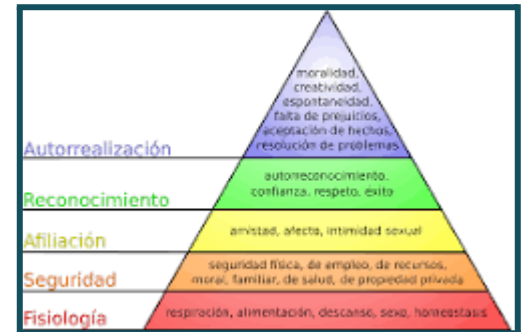 moralidad,
creatividad,
espontaneidad,
falta de prejuicios,
aceptación de hechos,
resolución de problemas
Autorrealización
autorreconocimiento,
confianza, respeto, éxito
Reconocimiento
amistad, afecto, intimidad sexual
Afiliación
seguridad física, de empleo, de recursos,
moral, familiar, de salud, de propiedad privada
Seguridad
respiración, alimentación, descanso, sexo, homeostasis
Fisiología